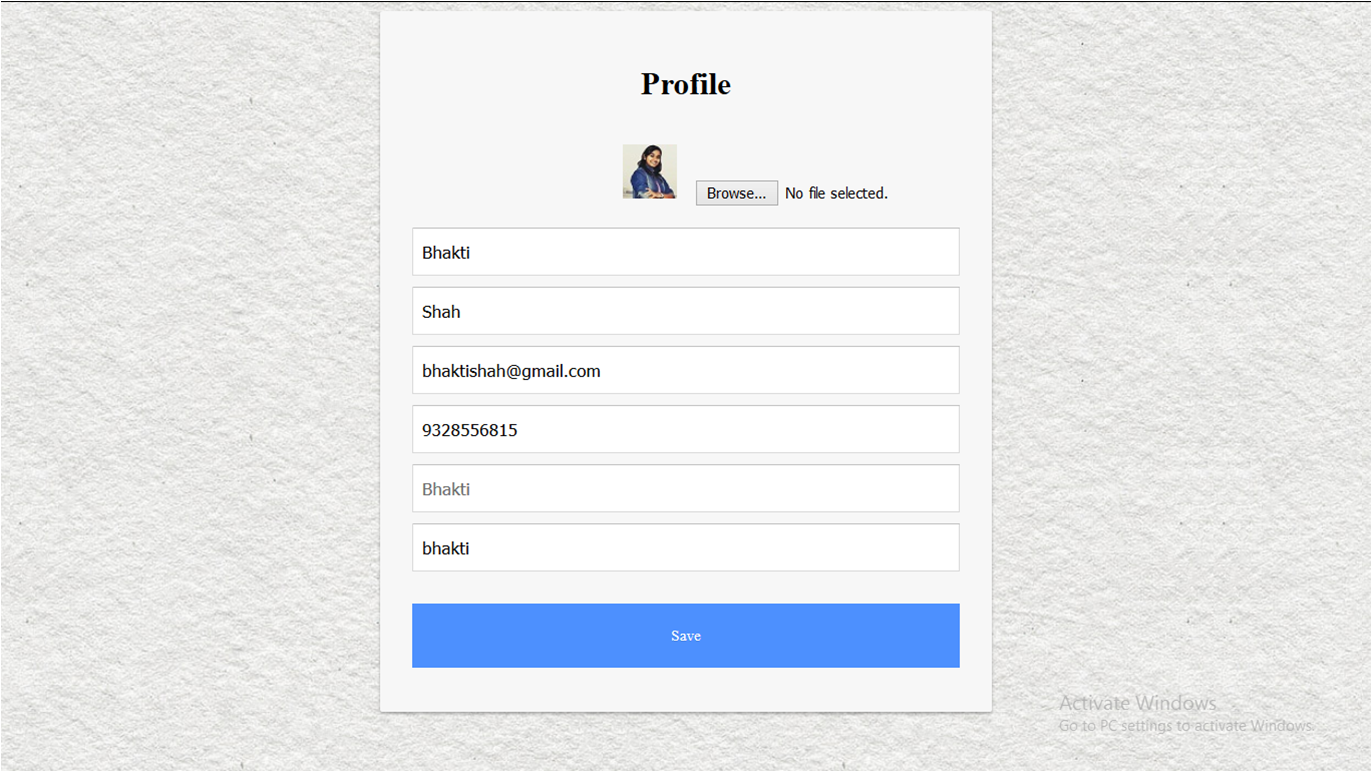 Profile
Browse... No file selected.
Bhakti
Shah
bhaktishah@gmail.com
9328556815
Bhakti
bhakti
Save
Activate Windows
Go to PC settings to activate Windows.